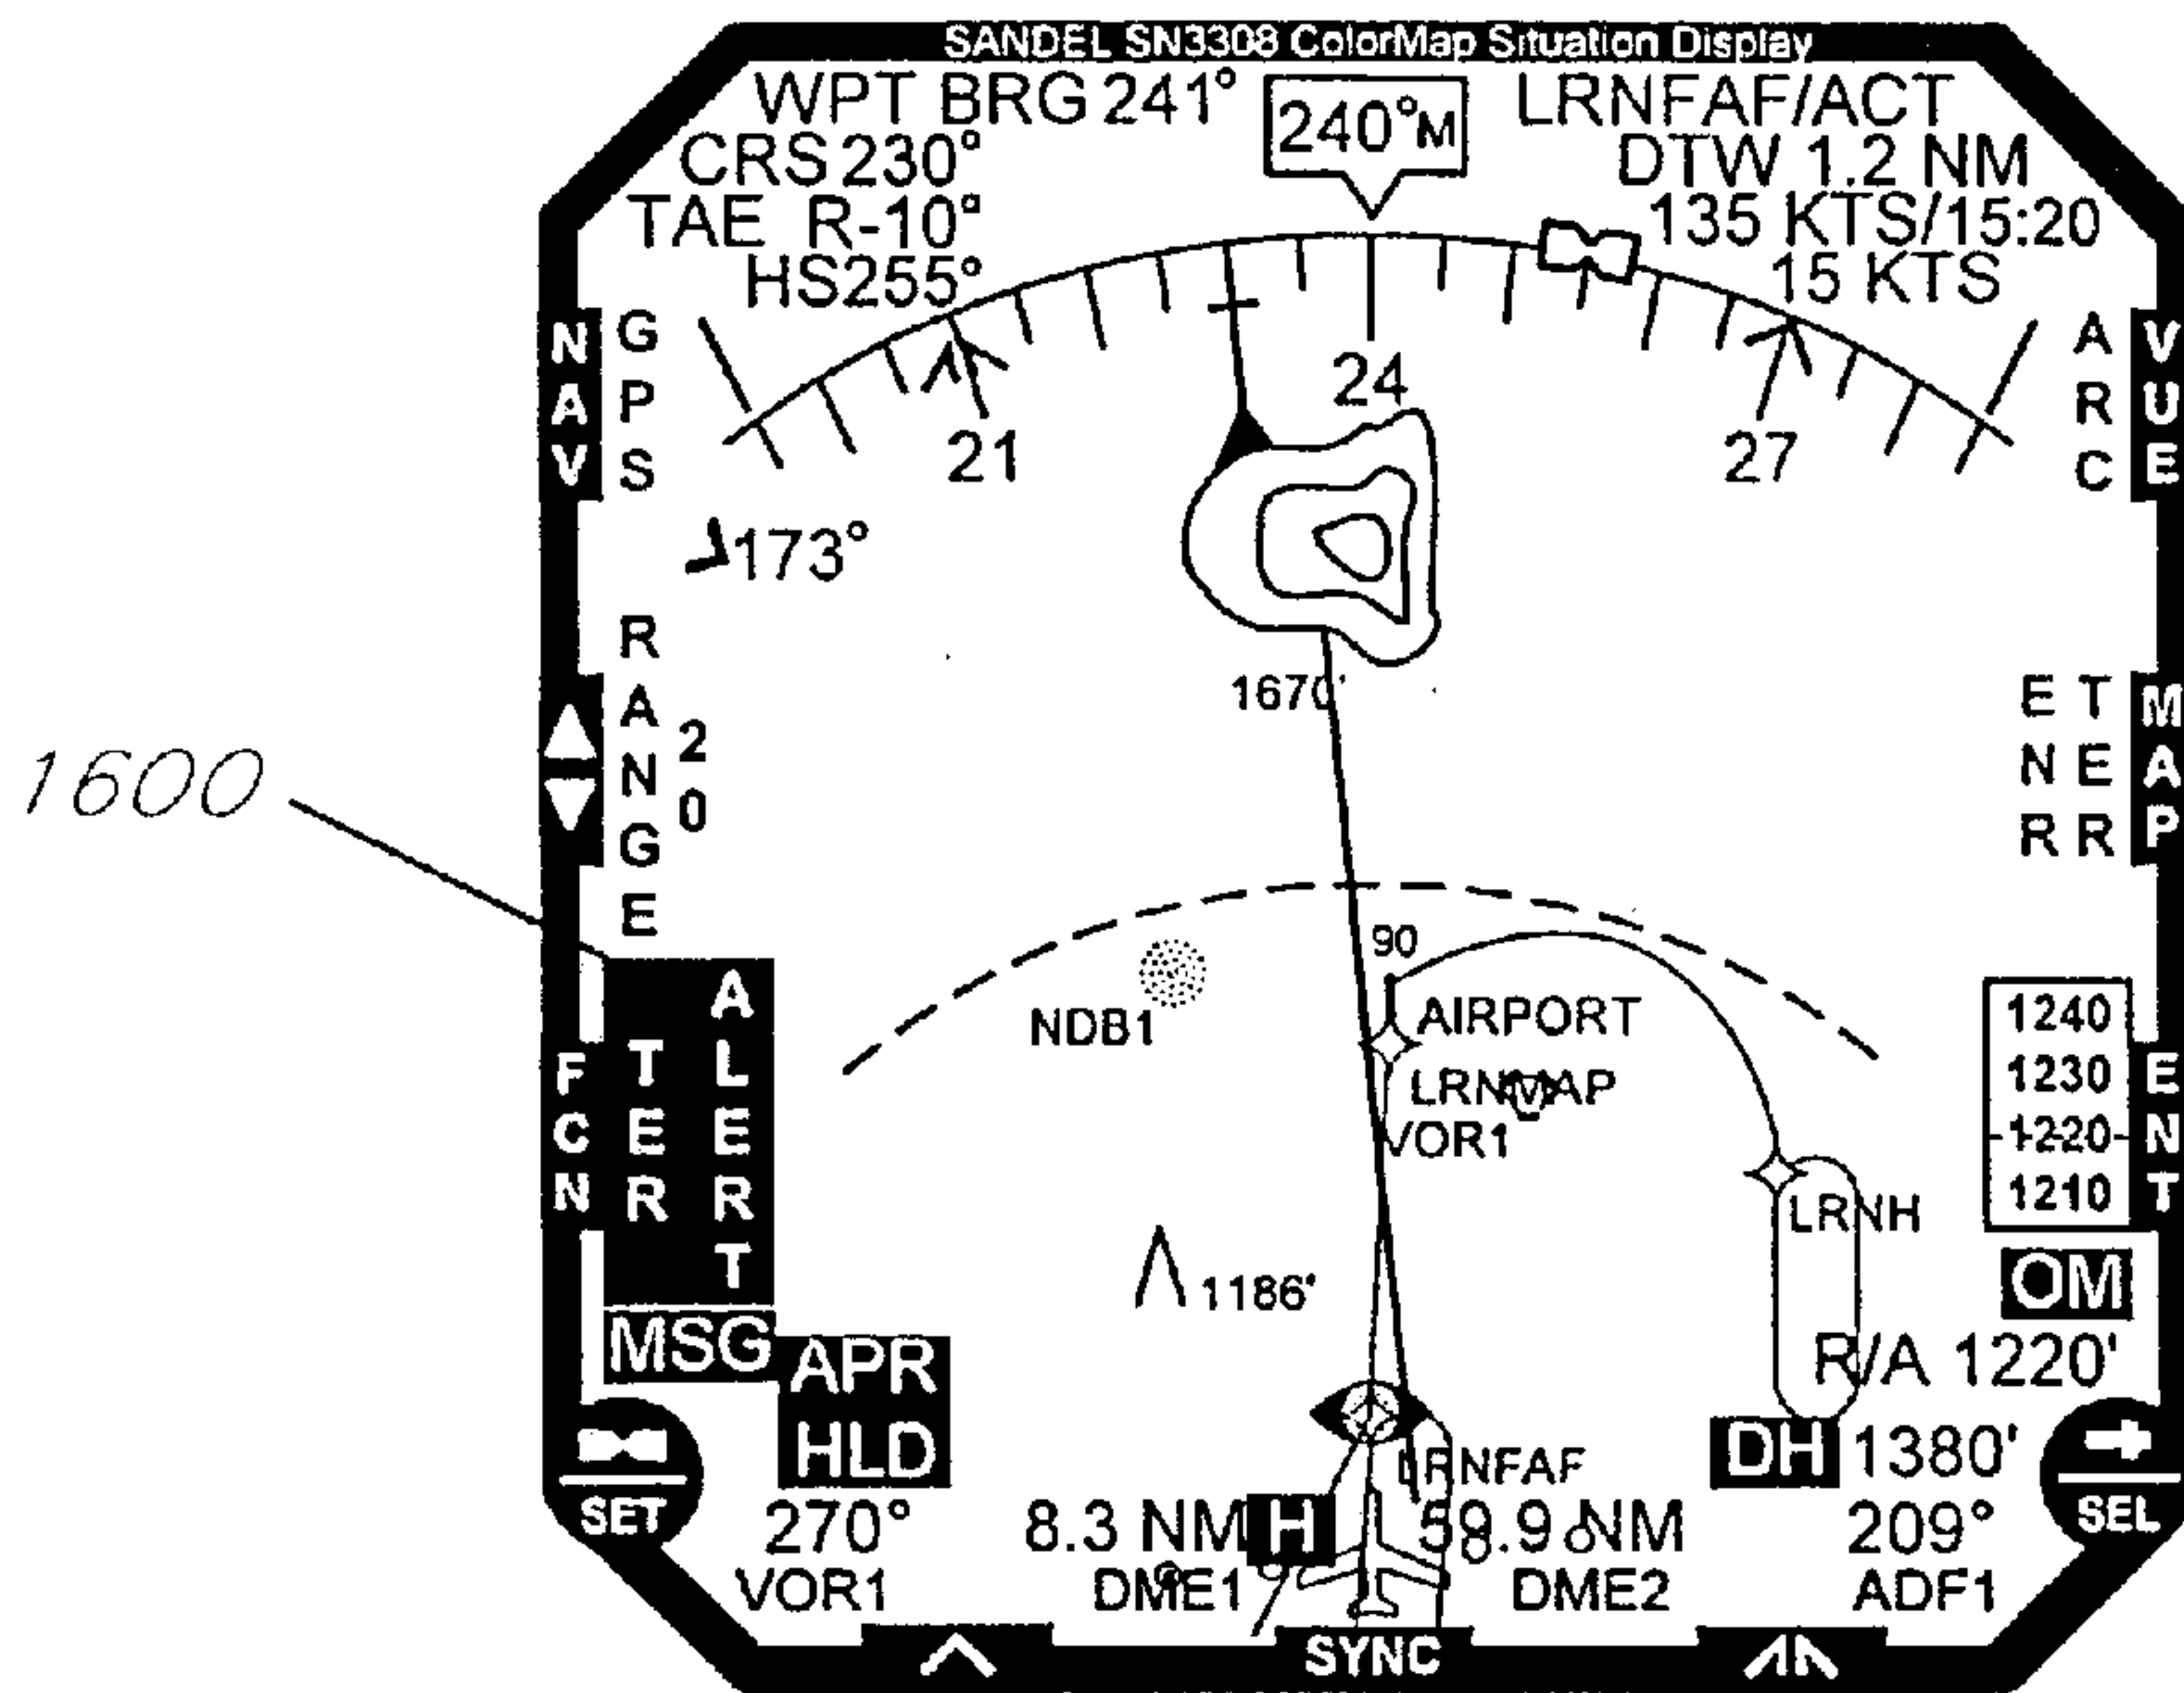 SANDEL SN3308 ColorMap Situation Display
WPT BRG 241°
240°M
LRNFAF/ACT
CRS 230°
DTW 1.2 NM
TAE R-10°
135 KTS/15:20
HS255°
15 KTS
NAV
GPS
ARC
VUE
21
24
27
173°
RANGE
20
1670'
ENR
TERR
MAP
1600
90
NDB1
AIRPORT
LRNMAP
VOR1
LRNH
1240
1230
1220
1210
FCN
TER
ALERT
ENT
1186'
OM
MSG
APR
HLD
R/A 1220'
DH 1380'
LRNFAF
SET
SEL
270°
8.3 NM
H
.9 NM
209°
VOR1
DME1
DME2
ADF1
SYNC